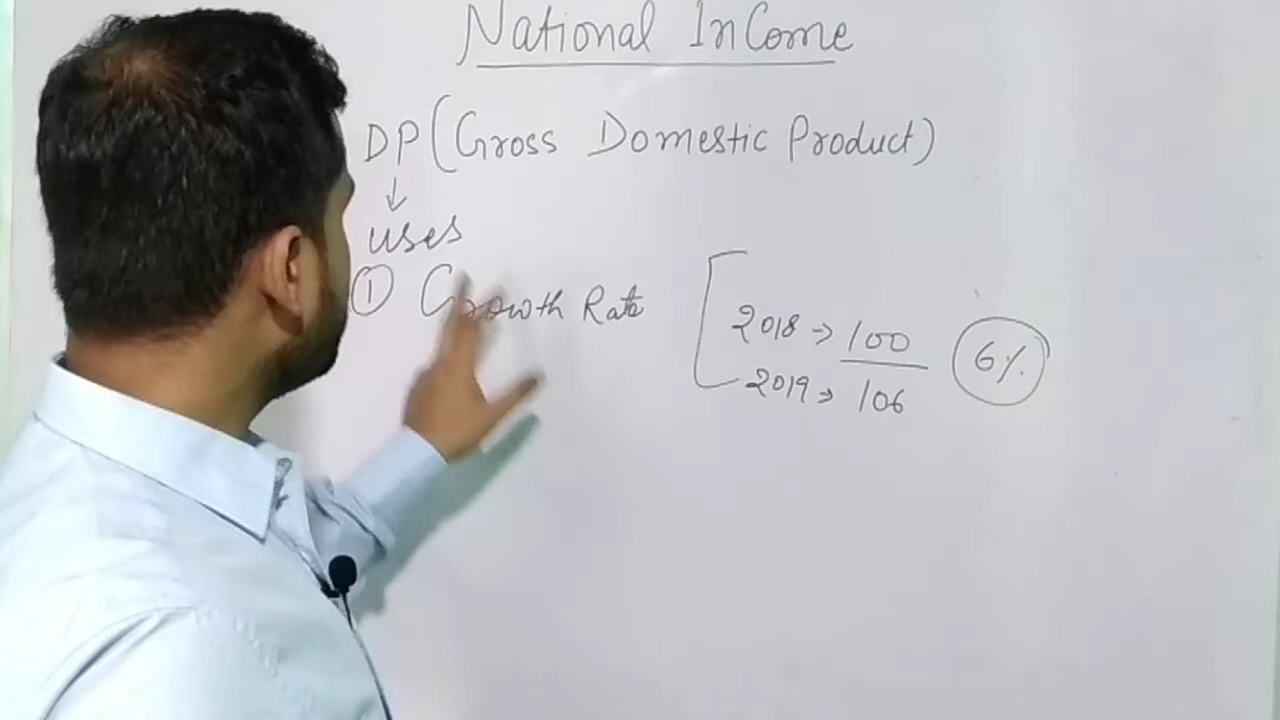 National InCome
DP (Gross Domestic Product)
↓
uses
① Growth Rate
2018 → 100
2019 → 106
6%